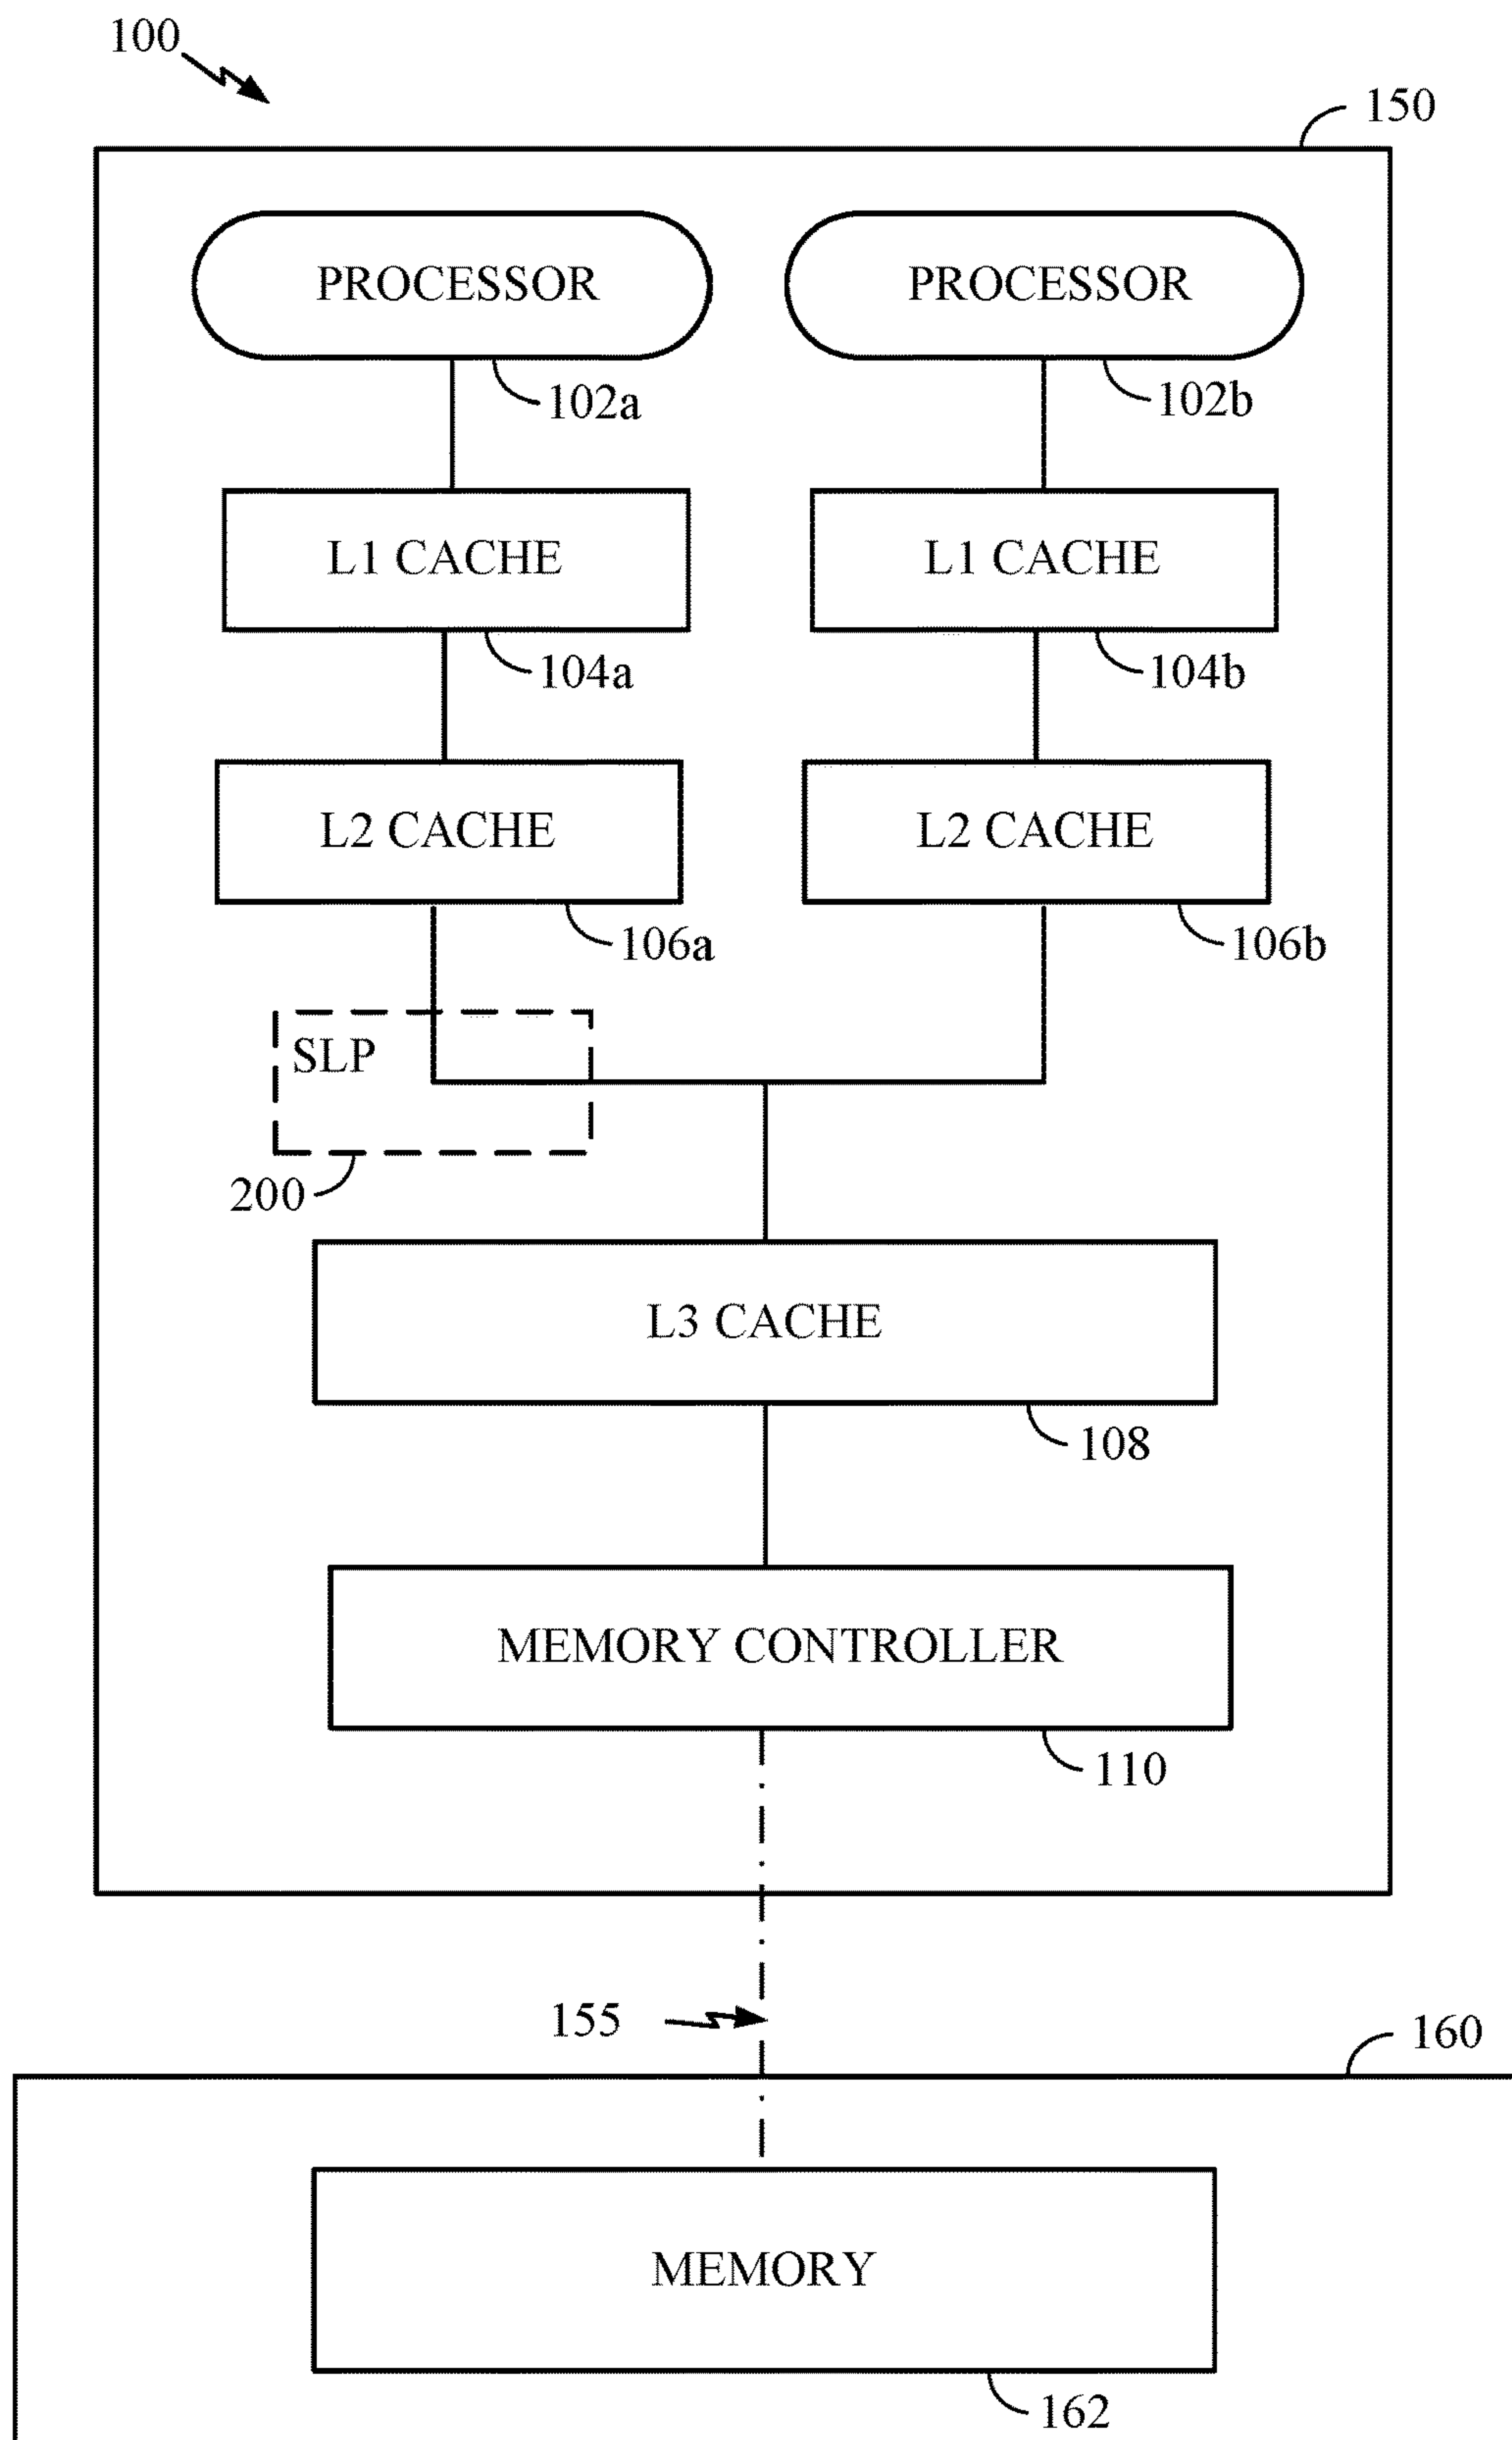 100
150
PROCESSOR PROCESSOR
102a 102b
L1 CACHE L1 CACHE
104a 104b
L2 CACHE L2 CACHE
106a 106b
SLP
200
L3 CACHE
108
MEMORY CONTROLLER
110
155
160
MEMORY
162